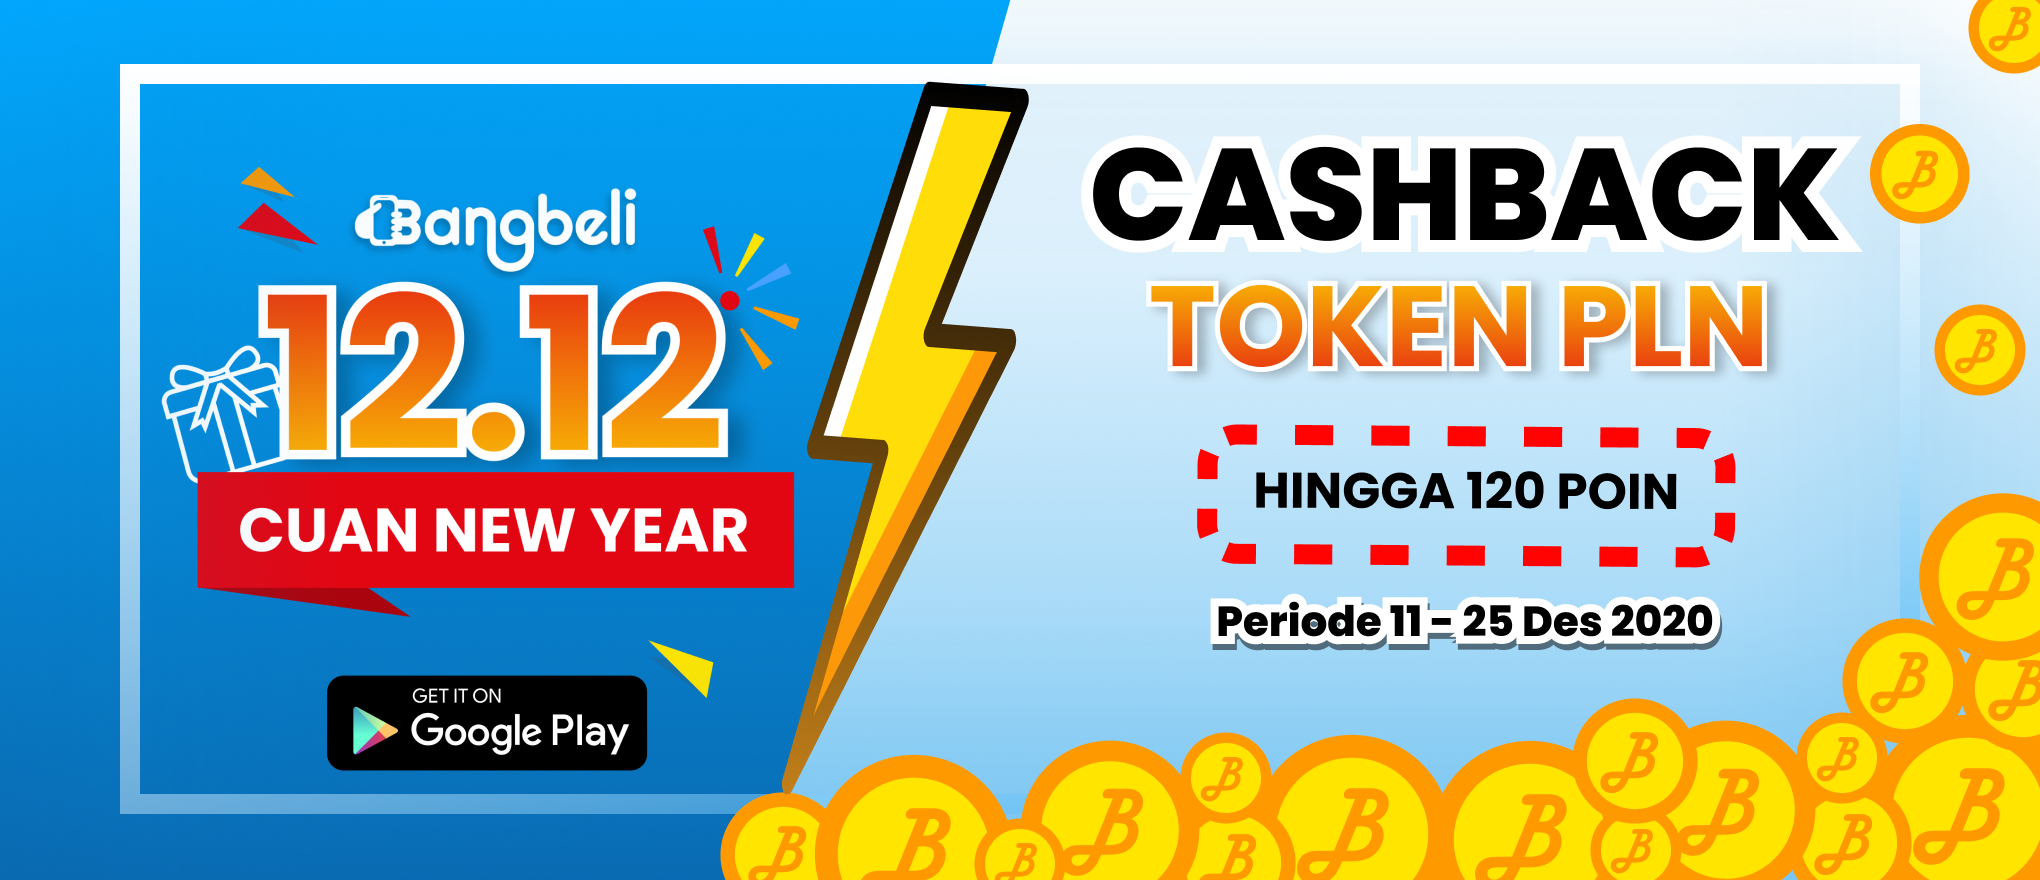 Bangbeli
12.12
CUAN NEW YEAR
GET IT ON
Google Play
CASHBACK
TOKEN PLN
HINGGA 120 POIN
Periode 11 - 25 Des 2020